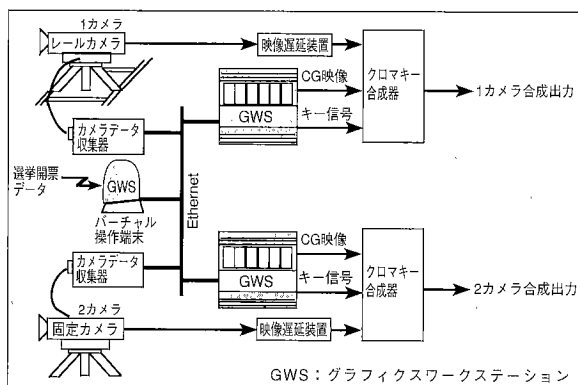 1カメラ
レールカメラ
映像遅延装置
クロマキー
合成器
1カメラ合成出力
CG映像
キー信号
GWS
カメラデータ
収集器
選挙開票
データ
GWS
バーチャル
操作端末
Ethernet
カメラデータ
収集器
CG映像
キー信号
GWS
クロマキー
合成器
2カメラ合成出力
2カメラ
固定カメラ
映像遅延装置
GWS：グラフィクスワークステーション